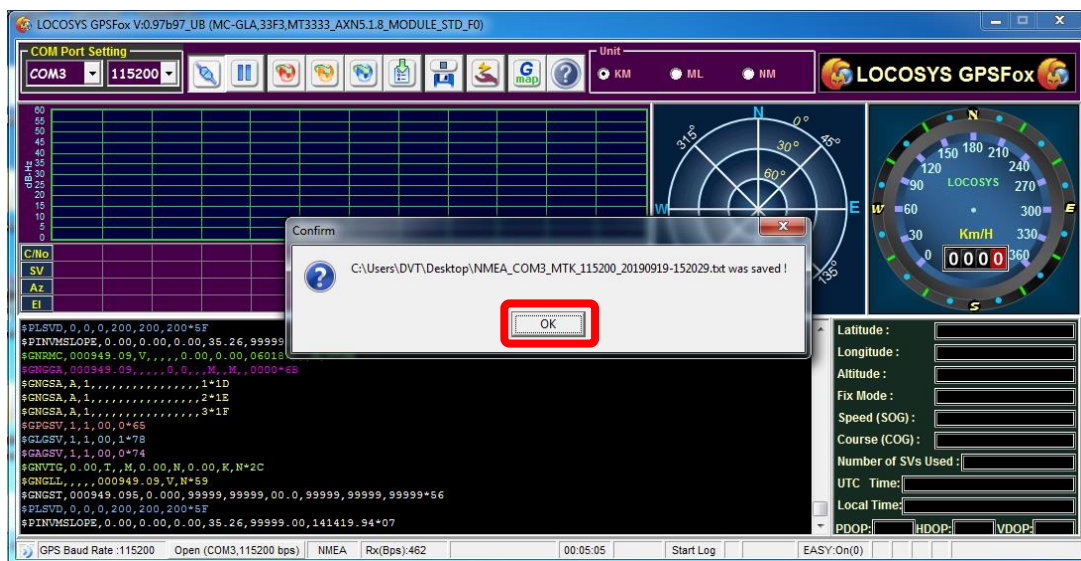 LOCOSYS GPSFox V:0.97b97_UB (MC-GLA,33F3,MT3333_AXN5.1.8_MODULE_STD_F0)
COM Port Setting
COM3 115200
G map
Unit
KM ML NM
LOCOSYS GPSFox
60
55
50
45
40
35
30
25
20
15
10
5
0
dB-Hz
C/No
SV
Az
El
N
0°
45°
315°
30°
60°
W
E
135°
N
150 180 210
120 240
90 LOCOSYS 270
W 60 300 E
30 Km/H 330
0 0000 360
S
Confirm
C:\Users\DVT\Desktop\NMEA_COM3_MTK_115200_20190919-152029.txt was saved !
OK
$PLSVD,0,0,0,200,200,200*5F
$PINVMSLOPE,0.00,0.00,0.00,35.26,99999
$GNRMC,000949.09,V,,,,,0.00,0.00,06018
$GNGGA,000949.09,,,,,0,0,,,M,,M,,0000*6B
$GNGSA,A,1,,,,,,,,,,,,,,,,1*1D
$GNGSA,A,1,,,,,,,,,,,,,,,,2*1E
$GNGSA,A,1,,,,,,,,,,,,,,,,3*1F
$GPGSV,1,1,00,0*65
$GLGSV,1,1,00,1*78
$GAGSV,1,1,00,0*74
$GNVTG,0.00,T,,M,0.00,N,0.00,K,N*2C
$GNGLL,,,,,000949.09,V,N*59
$GNGST,000949.095,0.000,99999,99999,00.0,99999,99999,99999*56
$PLSVD,0,0,0,200,200,200*5F
$PINVMSLOPE,0.00,0.00,0.00,35.26,99999.00,141419.94*07
Latitude :
Longitude :
Altitude :
Fix Mode :
Speed (SOG) :
Course (COG) :
Number of SVs Used :
UTC Time:
Local Time:
PDOP: HDOP: VDOP:
GPS Baud Rate :115200 Open (COM3,115200 bps) NMEA Rx(Bps):462 00:05:05 Start Log EASY:On(0)